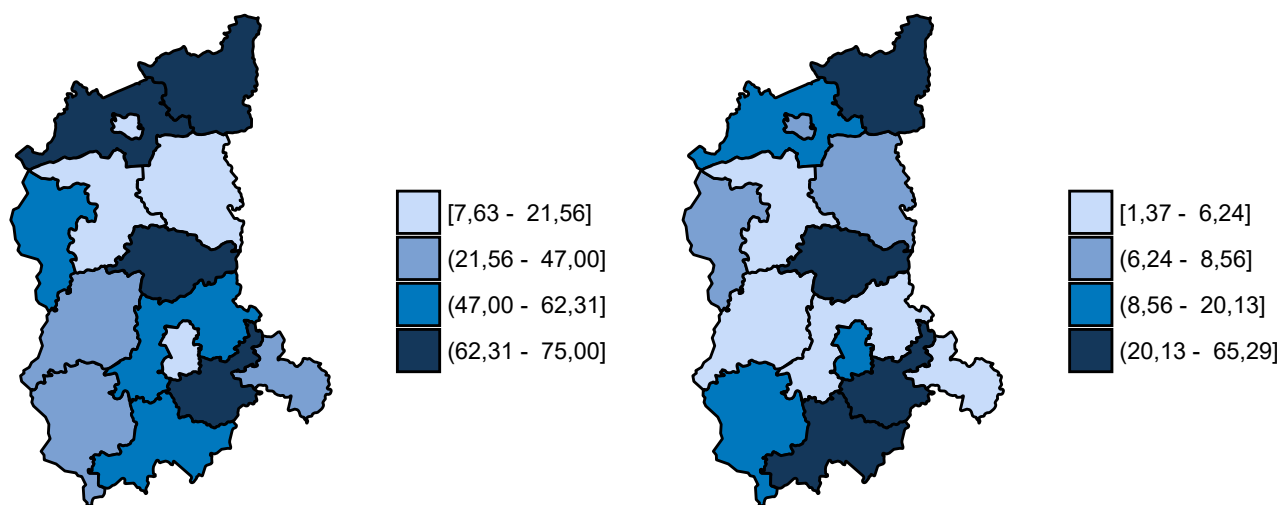 [7,63 - 21,56]
(21,56 - 47,00]
(47,00 - 62,31]
(62,31 - 75,00]
[1,37 - 6,24]
(6,24 - 8,56]
(8,56 - 20,13]
(20,13 - 65,29]